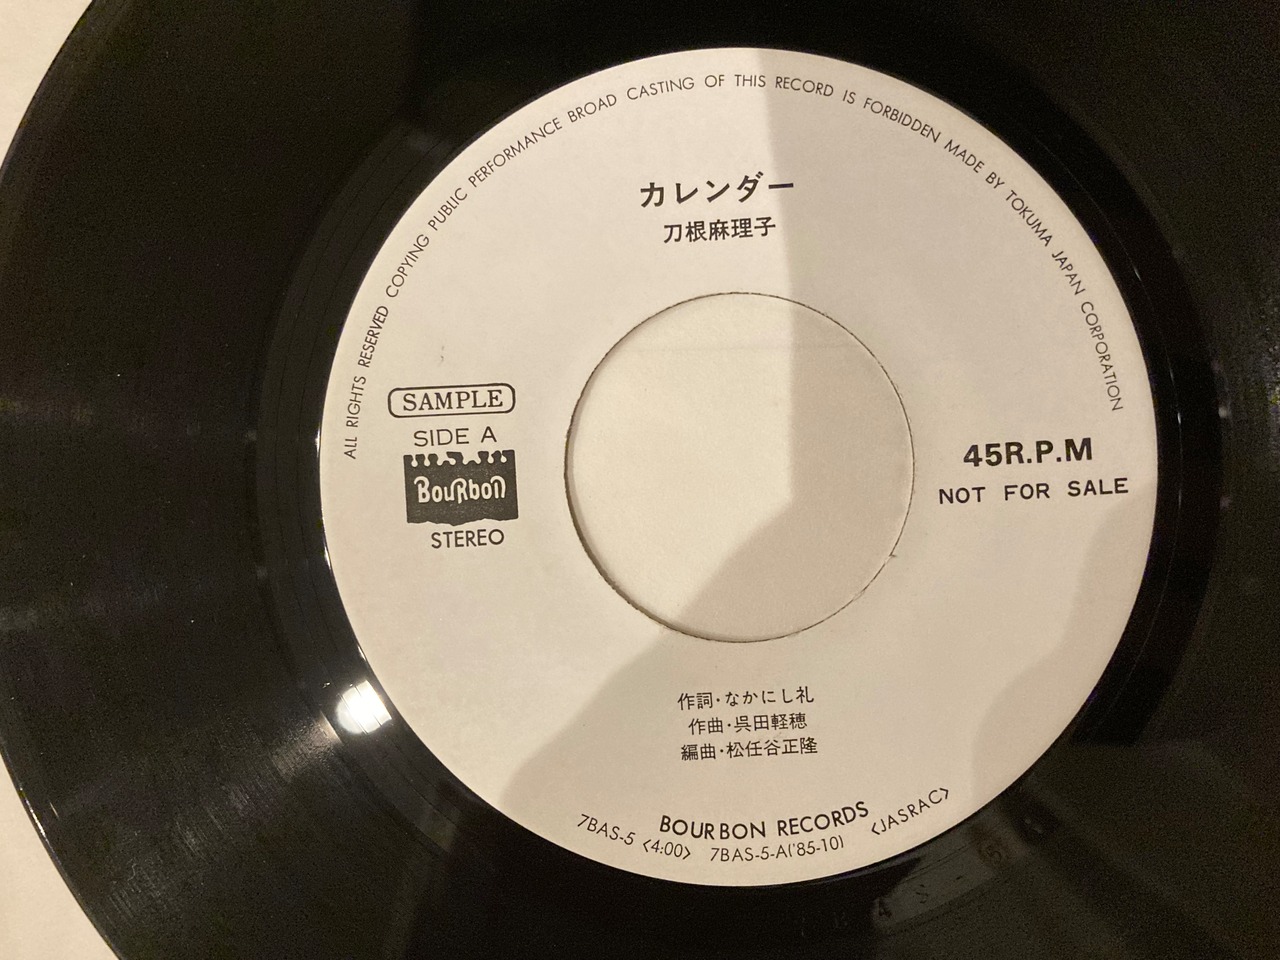 ALL RIGHTS RESERVED COPYING PUBLIC PERFORMANCE BROAD CASTING OF THIS RECORD IS FORBIDDEN MADE BY TOKUMA JAPAN CORPORATION
カレンダー
刀根麻理子
SAMPLE
SIDE A
BouRbon
STEREO
45R.P.M
NOT FOR SALE
作詞・なかにし礼
作曲・呉田軽穂
編曲・松任谷正隆
BOURBON RECORDS
7BAS-5 <4:00> 7BAS-5-A('85-10) <JASRAC>